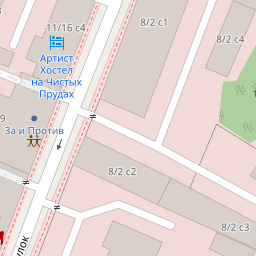 11/16 с4
8/2 с1
8/2 с4
Артист
Хостел
на Чистых
Прудах
9
За и Против
8/2 с2
8/2 с3
лок